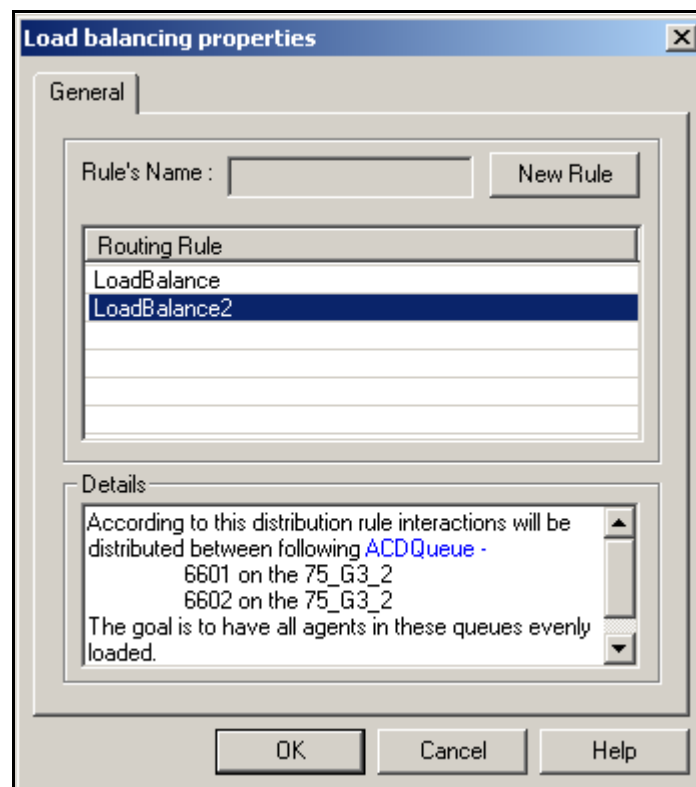 Load balancing properties
General
Rule's Name :
New Rule
Routing Rule
LoadBalance
LoadBalance2
Details
According to this distribution rule interactions will be
distributed between following ACDQueue -
6601 on the 75_G3_2
6602 on the 75_G3_2
The goal is to have all agents in these queues evenly
loaded.
OK
Cancel
Help